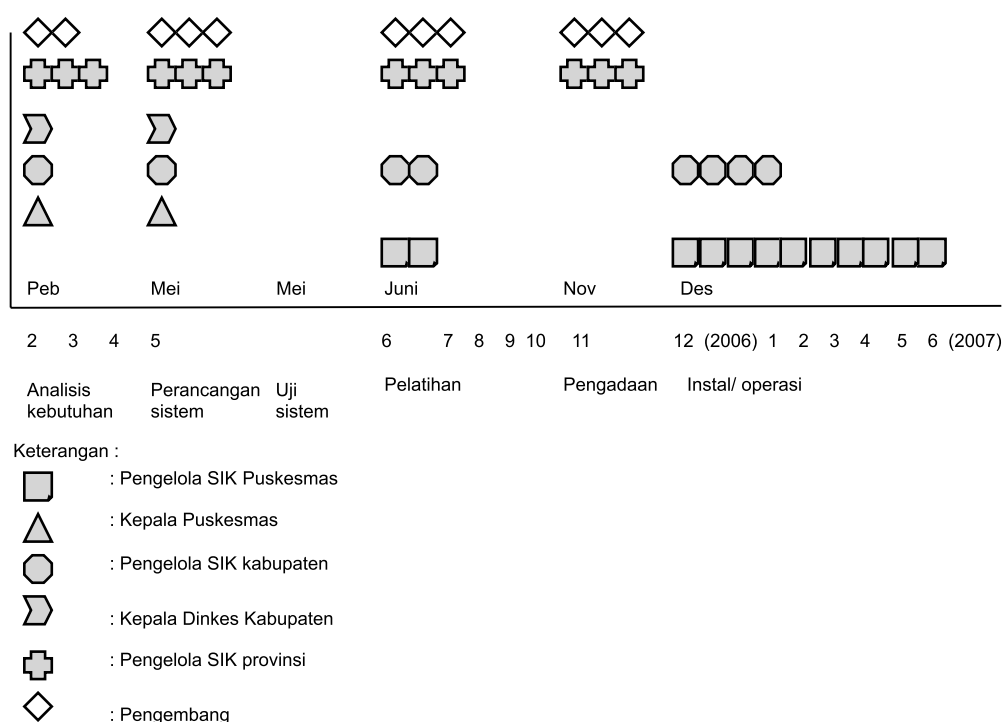 Peb Mei Mei Juni Nov Des
2 3 4 5 6 7 8 9 10 11 12 (2006) 1 2 3 4 5 6 (2007)
Analisis Perancangan Uji Pelatihan Pengadaan Instal/ operasi
kebutuhan sistem sistem
Keterangan :
: Pengelola SIK Puskesmas
: Kepala Puskesmas
: Pengelola SIK kabupaten
: Kepala Dinkes Kabupaten
: Pengelola SIK provinsi
: Pengembang